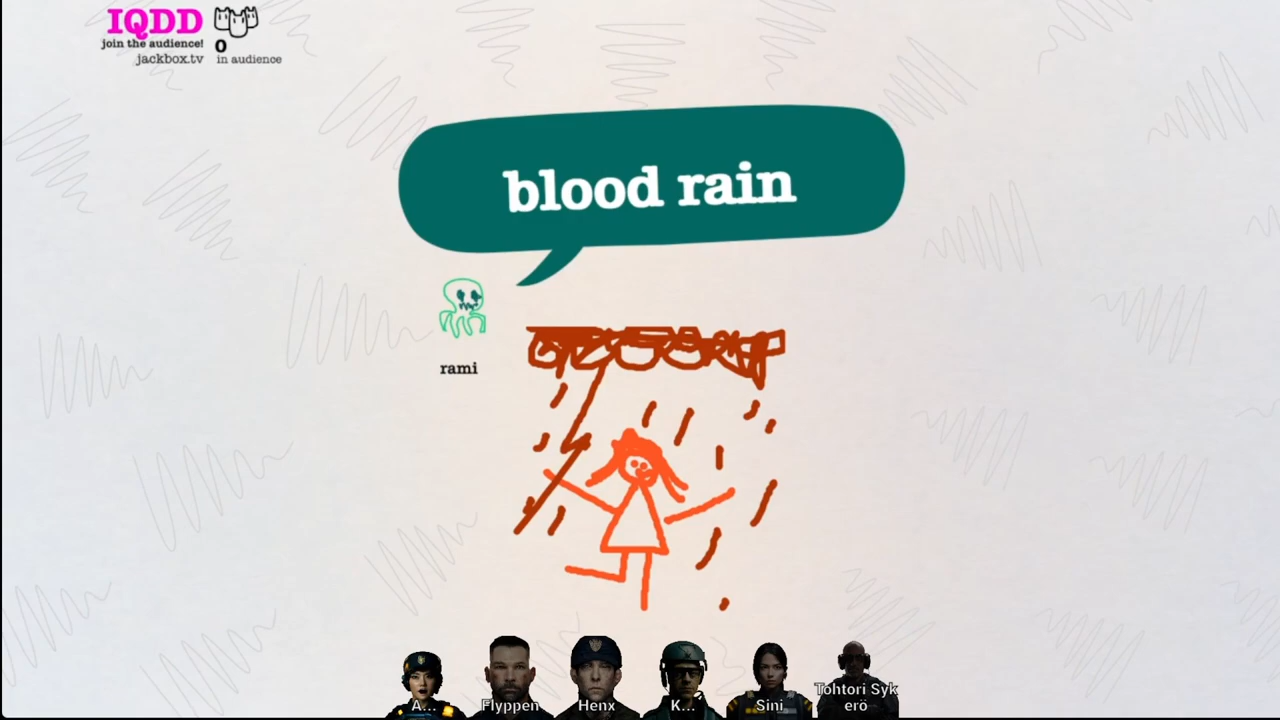 IQDD
join the audience!
jackbox.tv
0
in audience
blood rain
rami
A...
Flyppen
Henx
K...
Sini
Tohtori Syk
erö